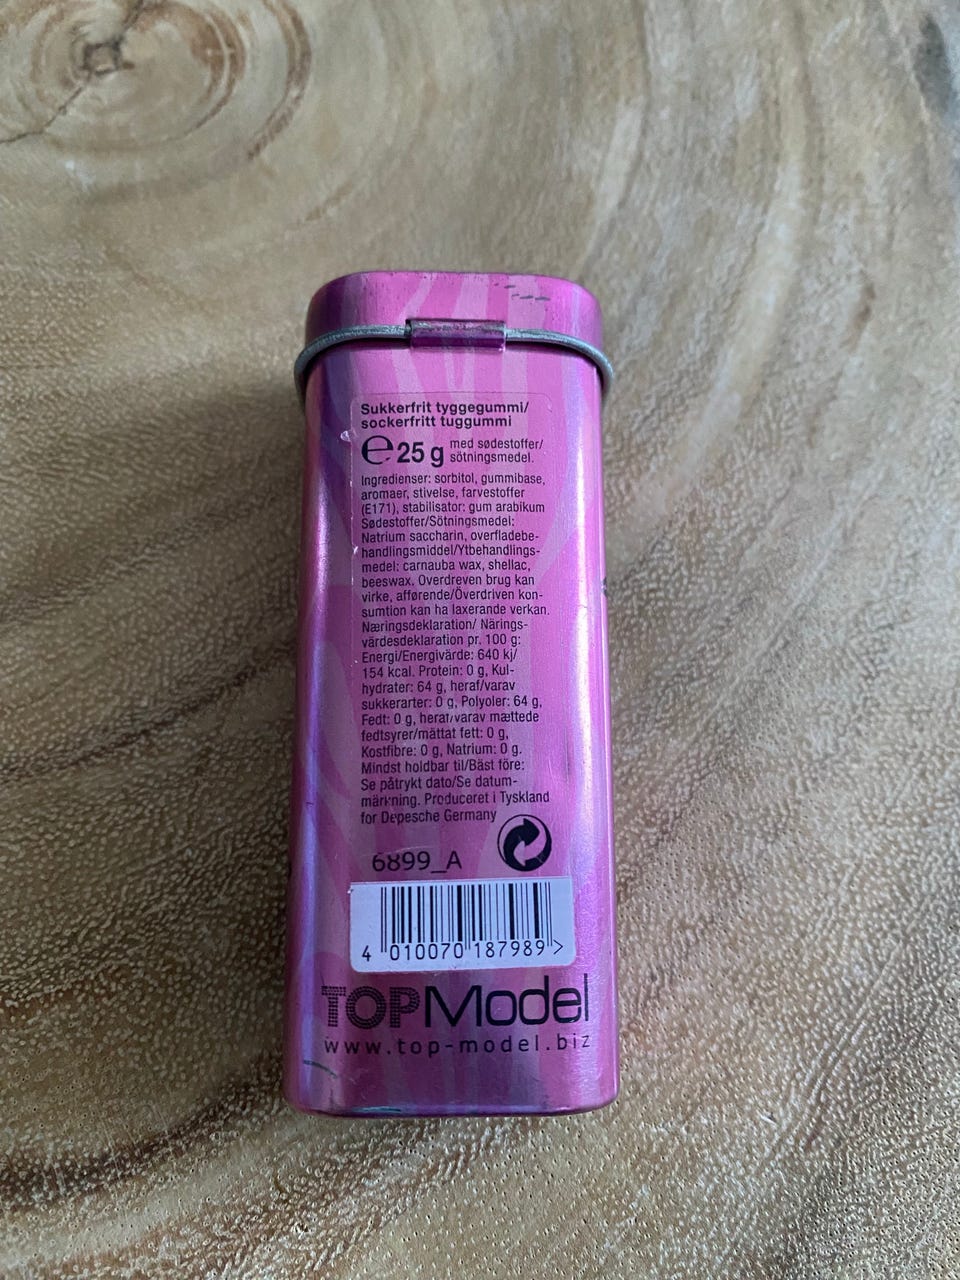 Sukkerfrit tyggegummi/
sockerfritt tuggummi
℮ 25 g med sødestoffer/
sötningsmedel.
Ingredienser: sorbitol, gummibase,
aromaer, stivelse, farvestoffer
(E171), stabilisator: gum arabikum
Sødestoffer/Sötningsmedel:
Natrium saccharin, overfladebe-
handlingsmiddel/Ytbehandlings-
medel: carnauba wax, shellac,
beeswax. Overdreven brug kan
virke, afførende/Överdriven kon-
sumtion kan ha laxerande verkan.
Næringsdeklaration/ Närings-
värdesdeklaration pr. 100 g:
Energi/Energivärde: 640 kj/
154 kcal. Protein: 0 g, Kul-
hydrater: 64 g, heraf/varav
sukkerarter: 0 g, Polyoler: 64 g,
Fedt: 0 g, heraf/varav mættede
fedtsyrer/mättat fett: 0 g,
Kostfibre: 0 g, Natrium: 0 g.
Mindst holdbar til/Bäst före:
Se påtrykt dato/Se datum-
märkning. Produceret i Tyskland
for Depesche Germany
6899_A
4 010070 187989 >
TOPModel
www.top-model.biz